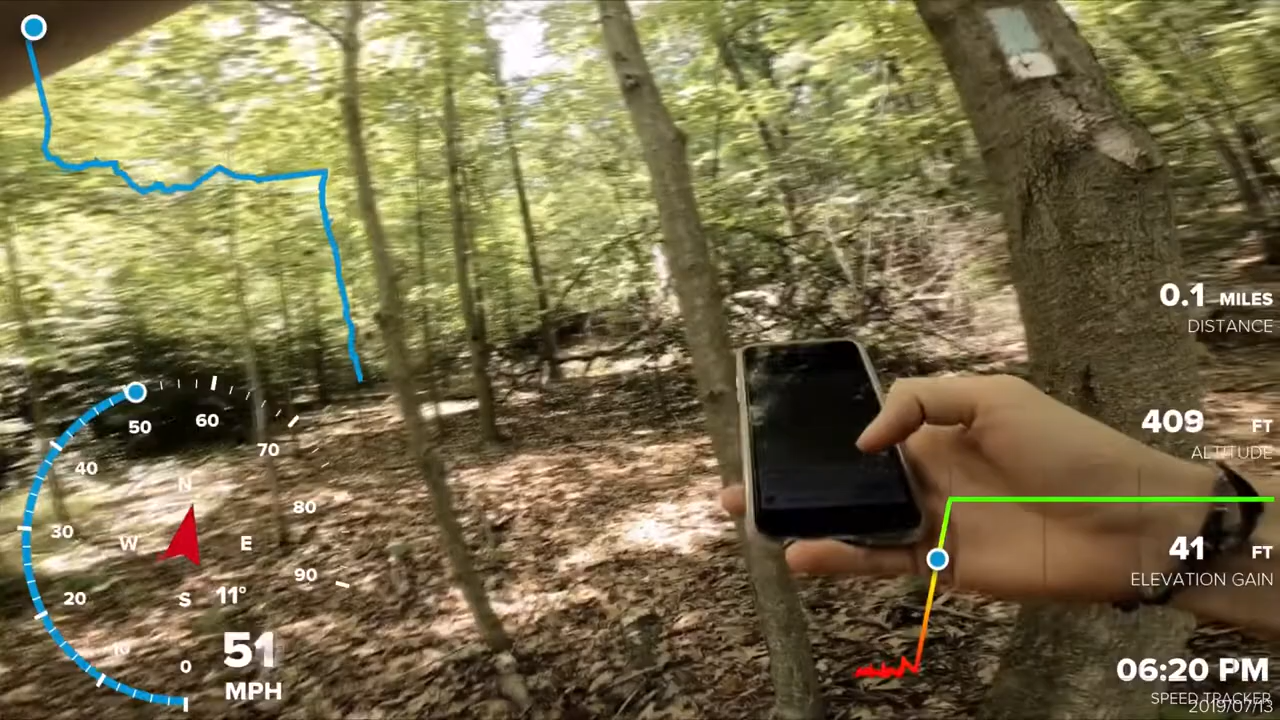 0.1 MILES
DISTANCE
409 FT
ALTITUDE
41 FT
ELEVATION GAIN
06:20 PM
SPEED TRACKER
2019/07/13
50
60
70
40
80
30
90
20
10
0
N
W E
S 11°
51
MPH